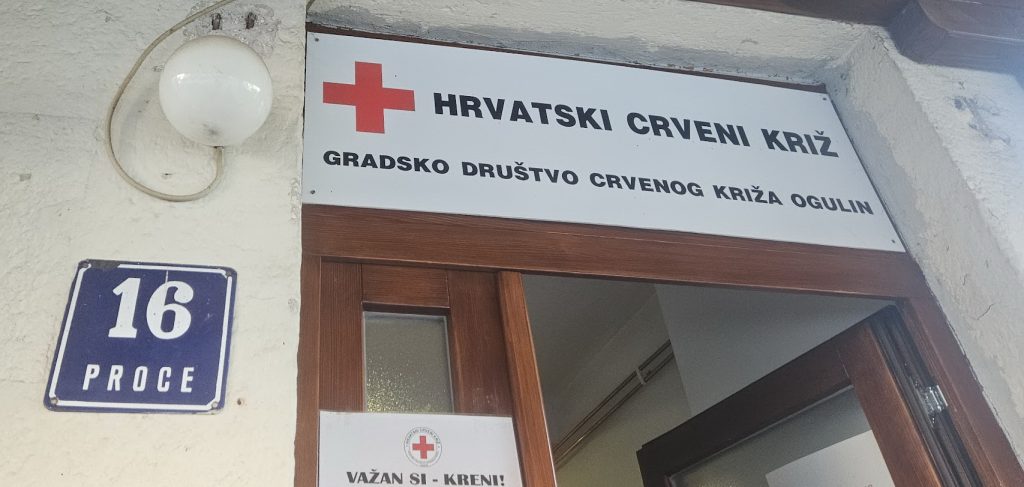 HRVATSKI CRVENI KRIŽ
GRADSKO DRUŠTVO CRVENOG KRIŽA OGULIN
16
PROCE
VAŽAN SI - KRENI!